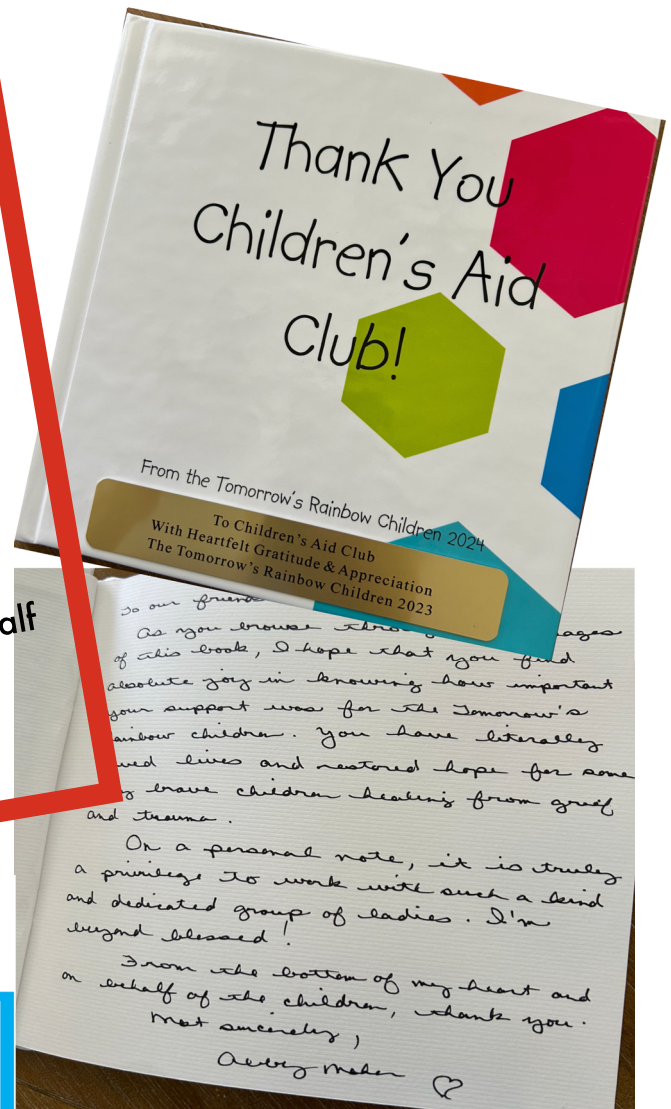 Thank You
Children's Aid
Club!
From the Tomorrow's Rainbow Children 2024
To Children's Aid Club
With Heartfelt Gratitude & Appreciation
The Tomorrow's Rainbow Children 2023
alf
To our
As you browse
of this book, I hope that you find
absolute joy in knowing how important
your support was for the Tomorrow's
ainbow children. You have literally
ved lives and restored hope for some
brave children healing from grief
and trauma.
On a personal note, it is truly
a privilege to work with such a kind
and dedicated group of ladies. I'm
beyond blessed!
From the bottom of my heart and
on behalf of the children, thank you.
Most sincerely,